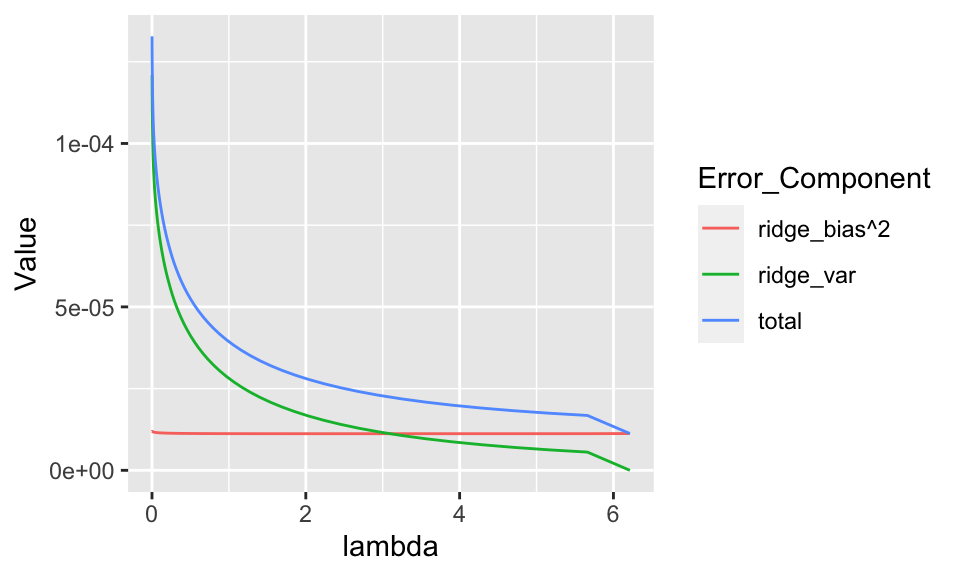 Value
1e-04
5e-05
0e+00
0
2
4
6
lambda
Error_Component
ridge_bias^2
ridge_var
total